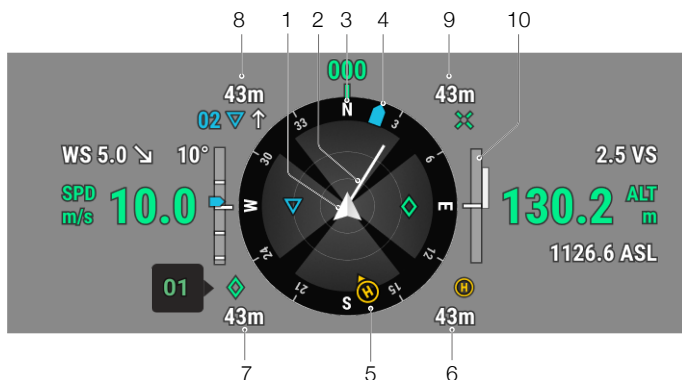 8 1 2 3 4 9 10
000
43m 43m
02
N
33 3
WS 5.0 10° 30 6 2.5 VS
SPD m/s 10.0 W E 130.2 ALT m
24 12
1126.6 ASL
01 H H
21 S 15
43m 43m
7 5 6